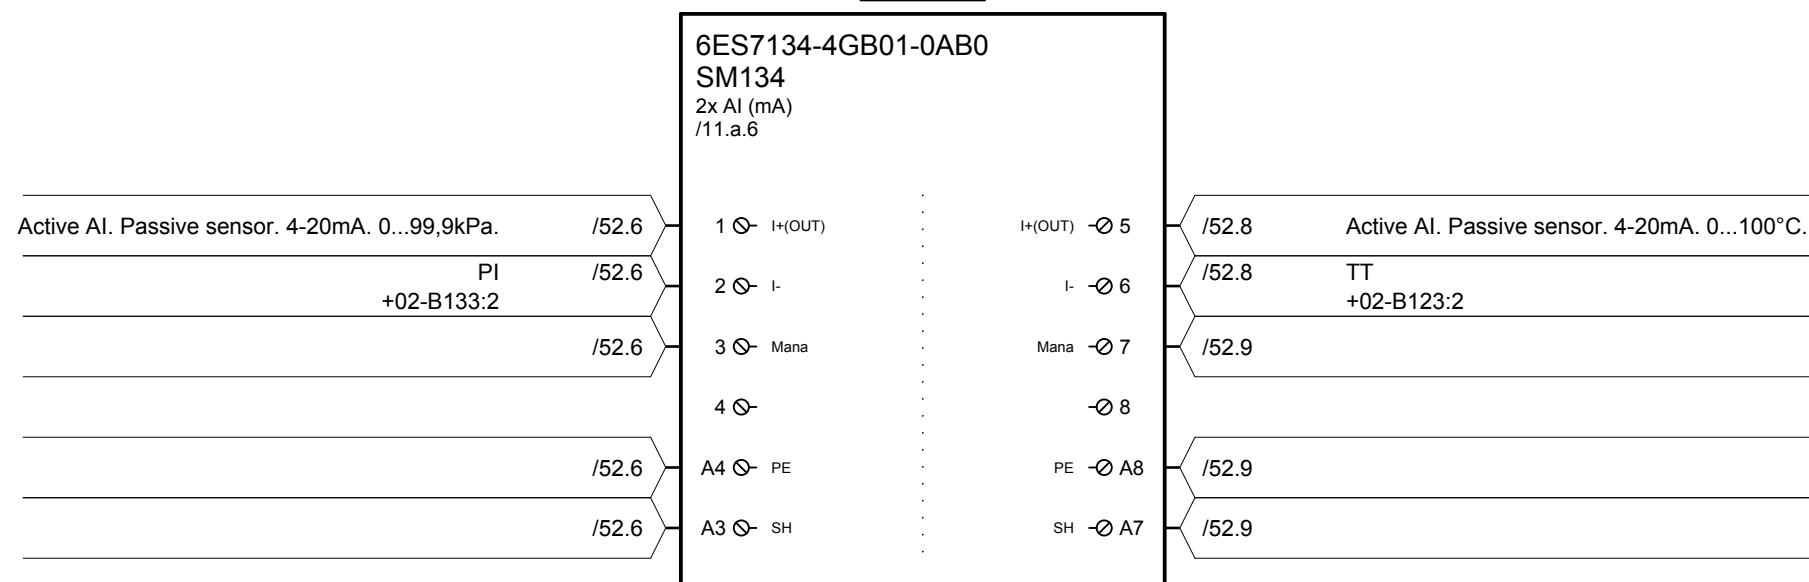 6ES7134-4GB01-0AB0
SM134
2x AI (mA)
/11.a.6
Active AI. Passive sensor. 4-20mA. 0...99,9kPa. /52.6 1 I+(OUT) I+(OUT) 5 /52.8 Active AI. Passive sensor. 4-20mA. 0...100°C.
PI /52.6 2 I- I- 6 /52.8 TT
+02-B133:2 +02-B123:2
/52.6 3 Mana Mana 7 /52.9
4 8
/52.6 A4 PE PE A8 /52.9
/52.6 A3 SH SH A7 /52.9